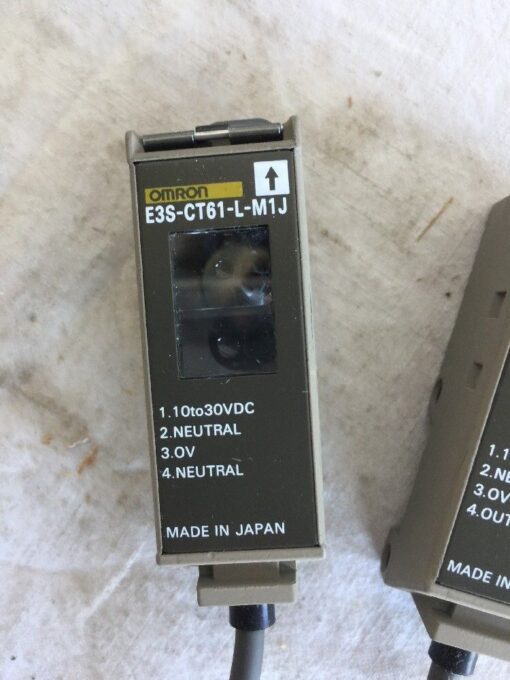 OMRON
E3S-CT61-L-M1J
1.10to30VDC
2.NEUTRAL
3.0V
4.NEUTRAL
MADE IN JAPAN
3.0V
MADE IN